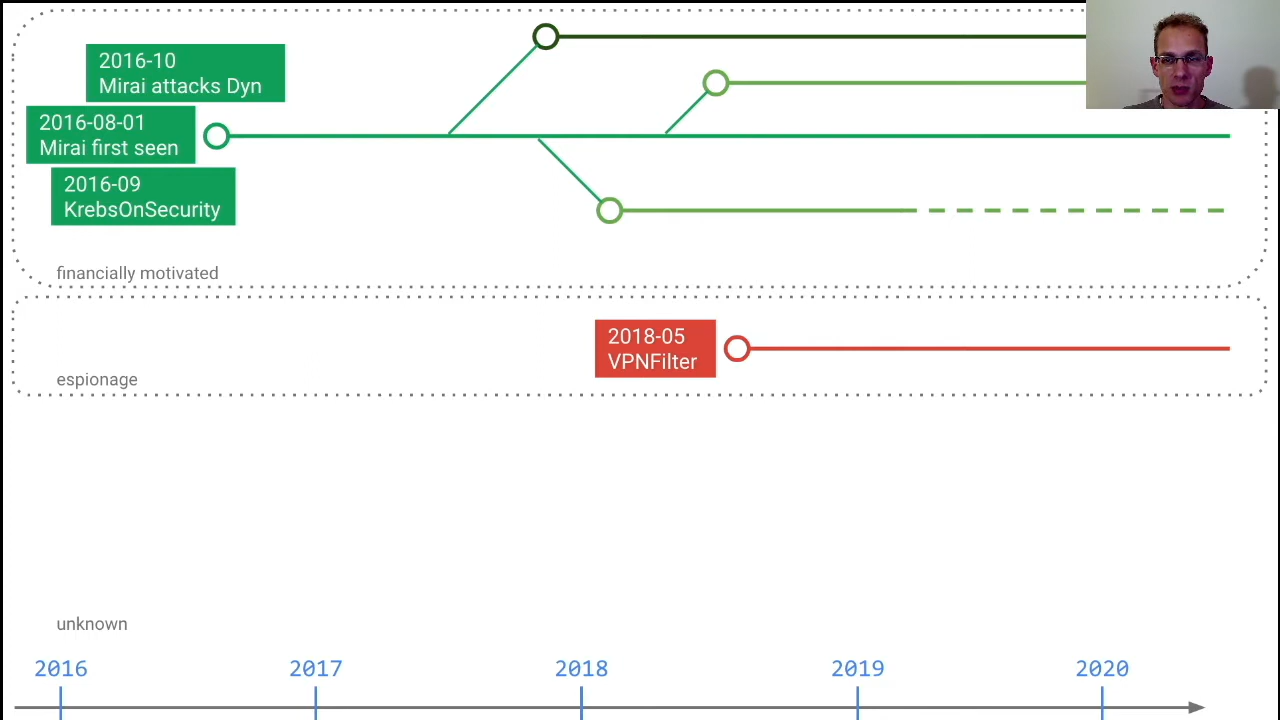 2016-10
Mirai attacks Dyn
2016-08-01
Mirai first seen
2016-09
KrebsOnSecurity
financially motivated
2018-05
VPNFilter
espionage
unknown
2016
2017
2018
2019
2020